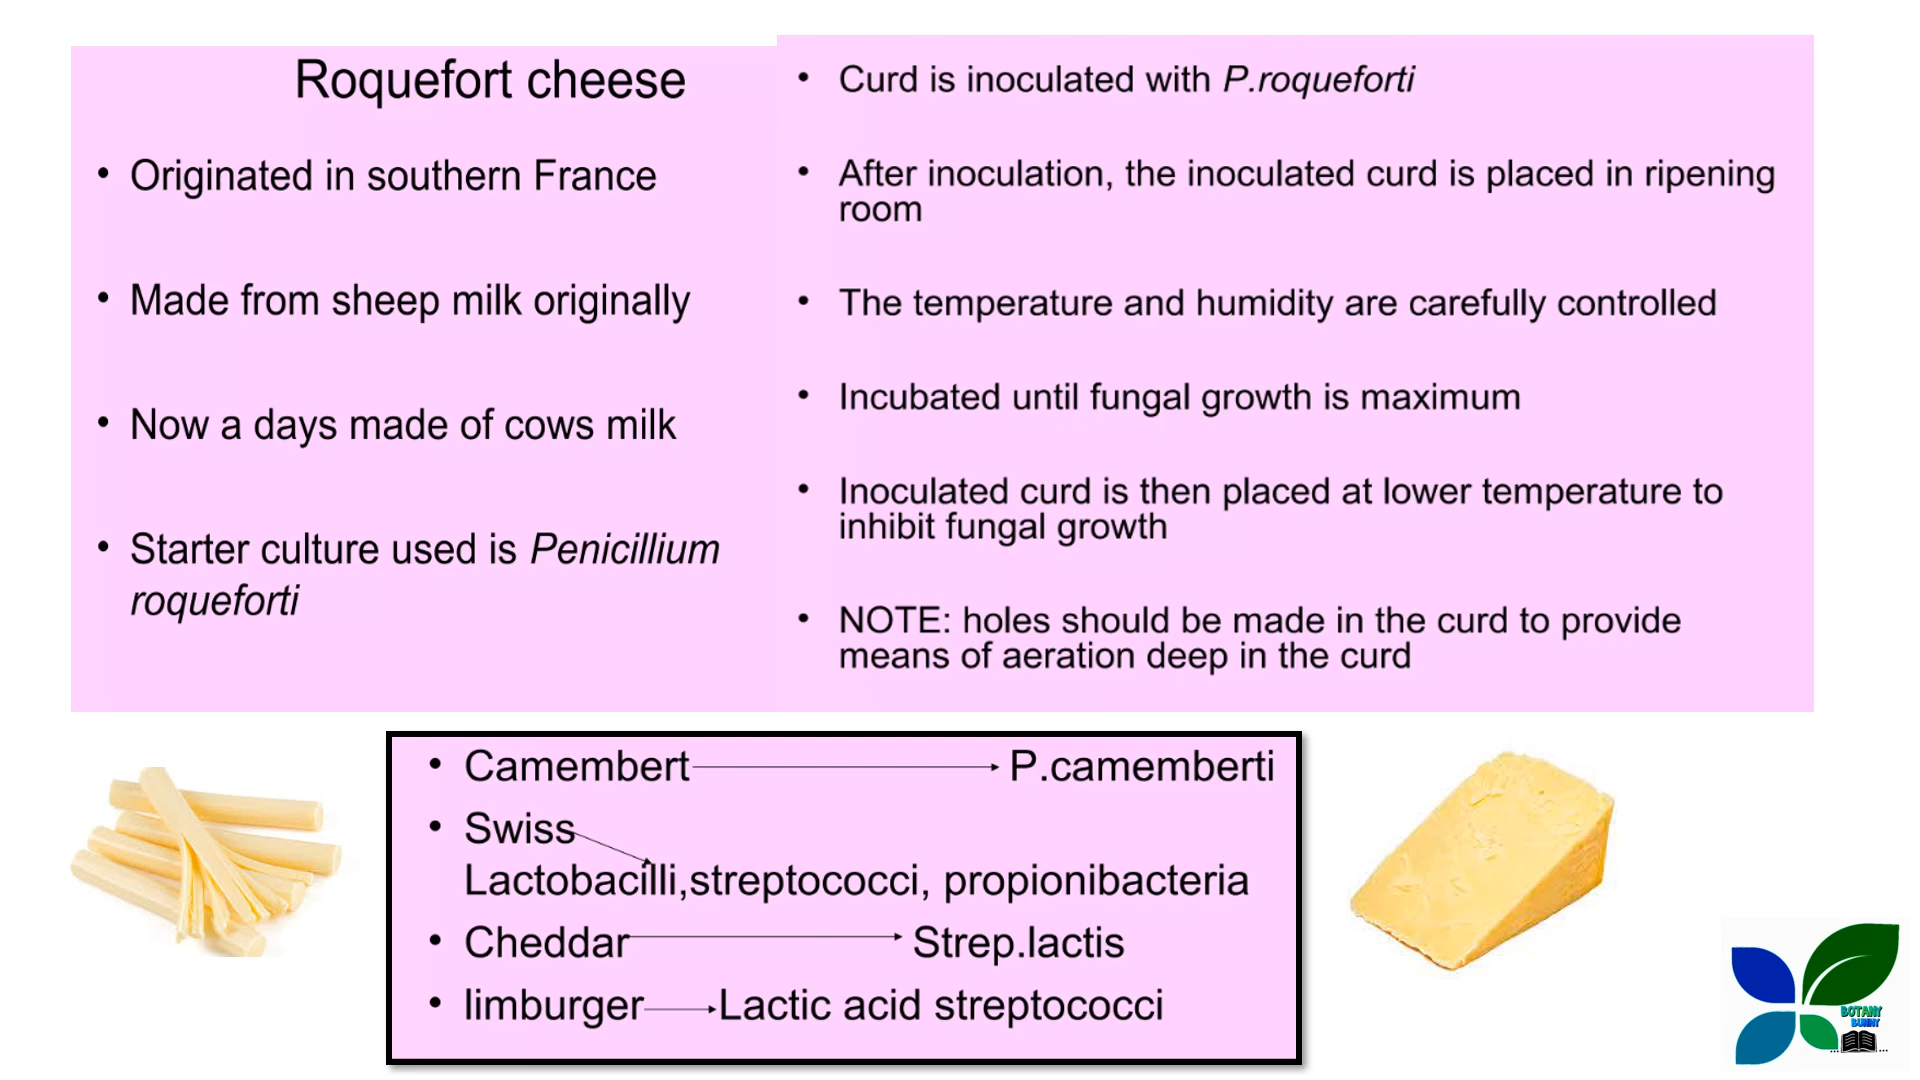 Roquefort cheese
• Originated in southern France
• Made from sheep milk originally
• Now a days made of cows milk
• Starter culture used is Penicillium
roqueforti
• Curd is inoculated with P.roqueforti
• After inoculation, the inoculated curd is placed in ripening
room
• The temperature and humidity are carefully controlled
• Incubated until fungal growth is maximum
• Inoculated curd is then placed at lower temperature to
inhibit fungal growth
• NOTE: holes should be made in the curd to provide
means of aeration deep in the curd
• Camembert P.camemberti
• Swiss
Lactobacilli,streptococci, propionibacteria
• Cheddar Strep.lactis
• limburger Lactic acid streptococci
BOTANY
BUNNY